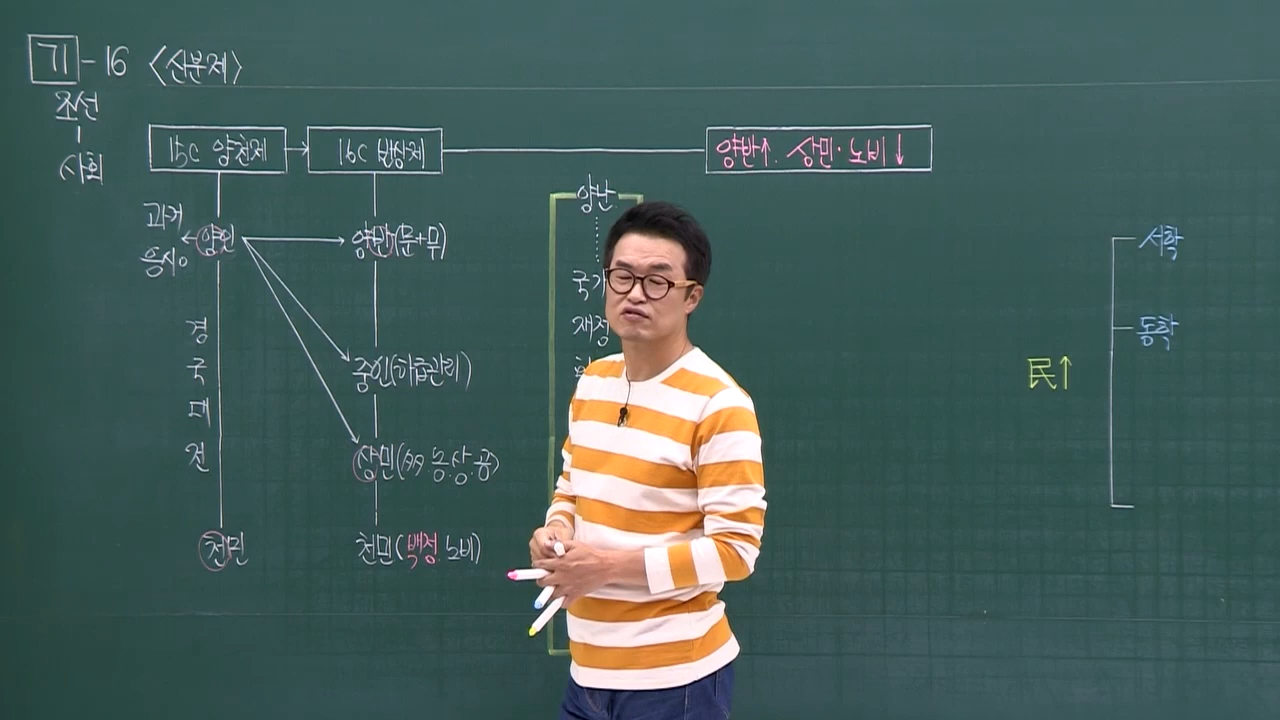 기-16 <신분제>
조선
사회
15C 양천제
16C 반상제
양반↑. 상민·노비↓
과거
응시○
양인
양반(문+무)
중인(하급관리)
상민(농.상.공)
천민
천민(백정.노비)
경
국
대
전
양난
국가
재정
民↑
서학
동학